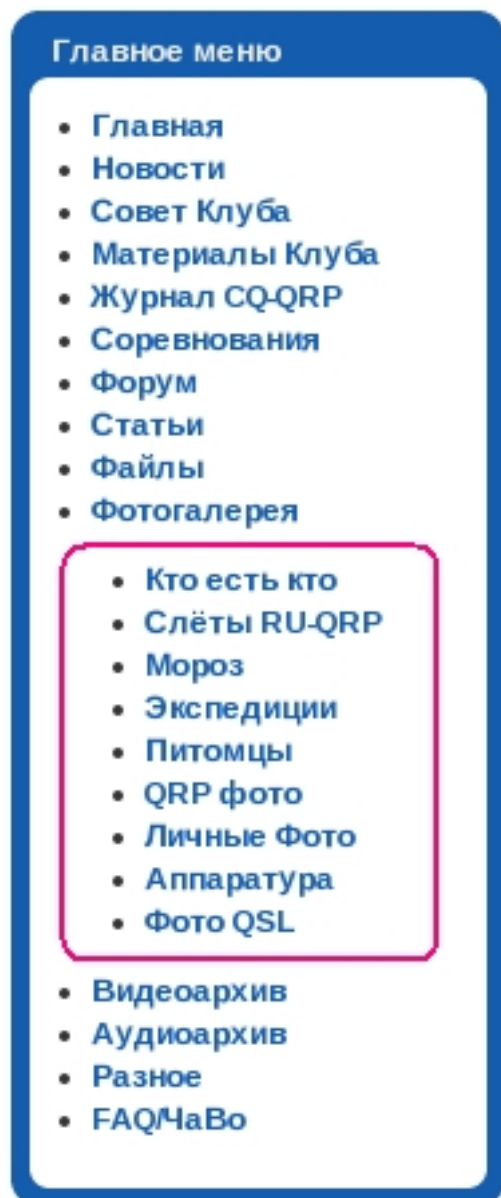 Главное меню
Главная
Новости
Совет Клуба
Материалы Клуба
Журнал CQ-QRP
Соревнования
Форум
Статьи
Файлы
Фотогалерея
Кто есть кто
Слёты RU-QRP
Мороз
Экспедиции
Питомцы
QRP фото
Личные Фото
Аппаратура
Фото QSL
Видеоархив
Аудиоархив
Разное
FAQ/ЧаВо